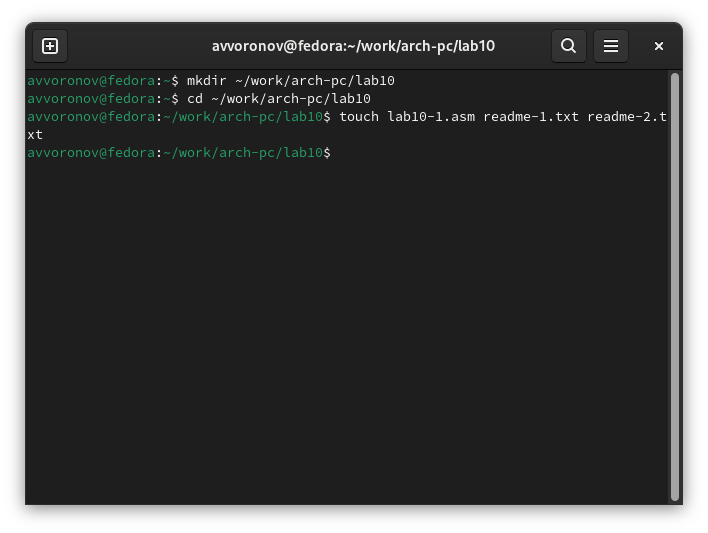 avvoronov@fedora:~/work/arch-pc/lab10
avvoronov@fedora:~$ mkdir ~/work/arch-pc/lab10
avvoronov@fedora:~$ cd ~/work/arch-pc/lab10
avvoronov@fedora:~/work/arch-pc/lab10$ touch lab10-1.asm readme-1.txt readme-2.t
xt
avvoronov@fedora:~/work/arch-pc/lab10$